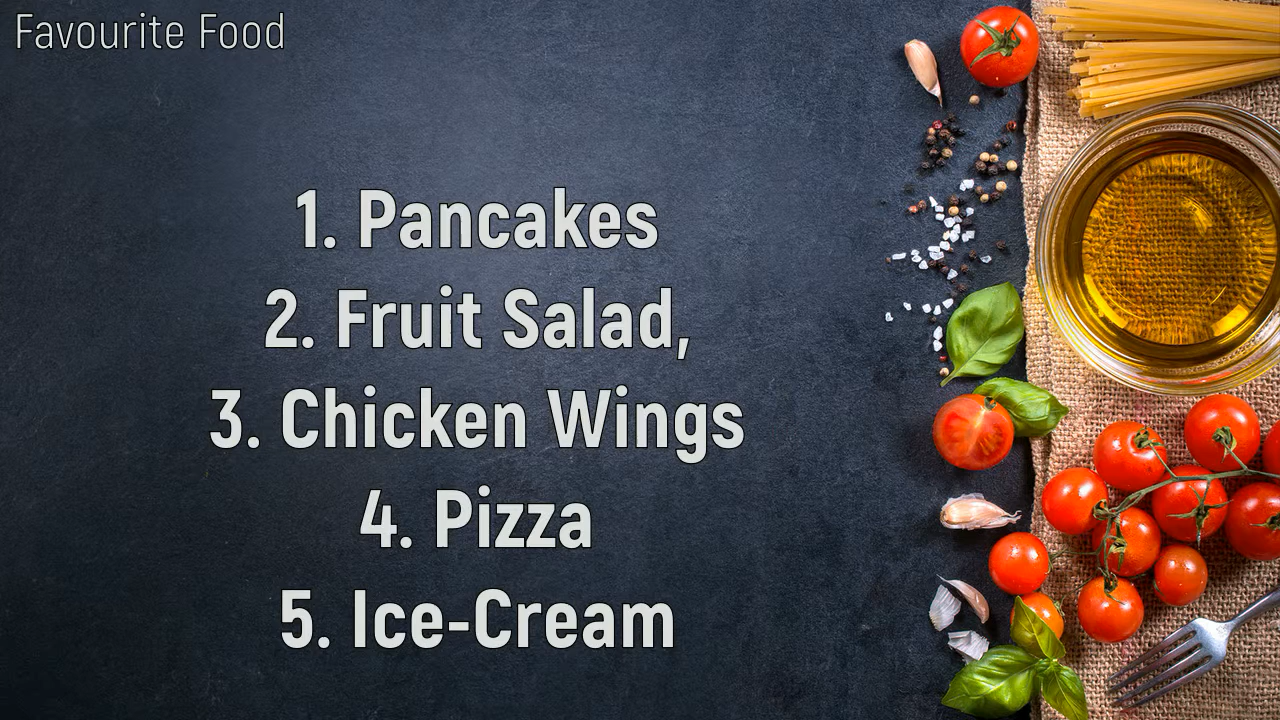 Favourite Food
1. Pancakes
2. Fruit Salad,
3. Chicken Wings
4. Pizza
5. Ice-Cream